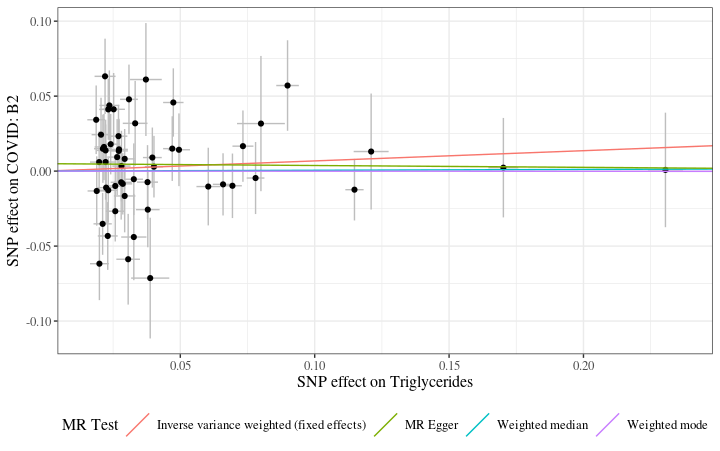 0.10
0.05
0.00
-0.05
-0.10
SNP effect on COVID: B2
0.05 0.10 0.15 0.20
SNP effect on Triglycerides
MR Test Inverse variance weighted (fixed effects) MR Egger Weighted median Weighted mode